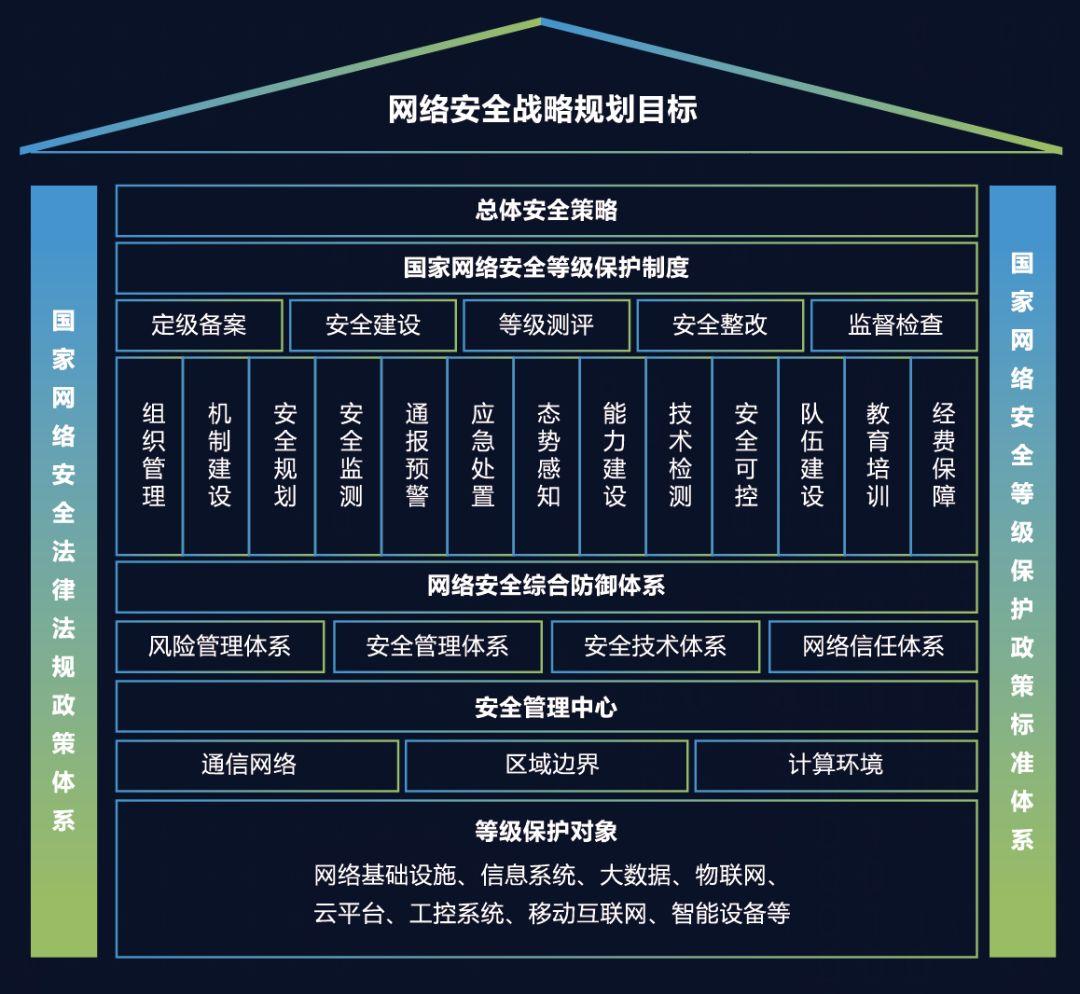 网络安全战略规划目标
国家网络安全法律法规政策体系
总体安全策略
国家网络安全等级保护制度
定级备案
安全建设
等级测评
安全整改
监督检查
组织管理
机制建设
安全规划
安全监测
通报预警
应急处置
态势感知
能力建设
技术检测
安全可控
队伍建设
教育培训
经费保障
网络安全综合防御体系
风险管理体系
安全管理体系
安全技术体系
网络信任体系
安全管理中心
通信网络
区域边界
计算环境
等级保护对象
网络基础设施、信息系统、大数据、物联网、
云平台、工控系统、移动互联网、智能设备等
国家网络安全等级保护政策标准体系